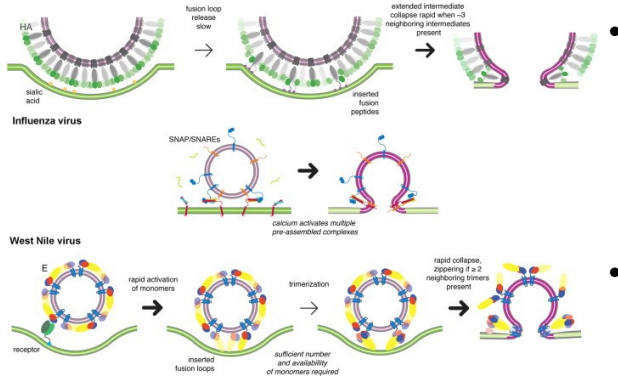 HA
fusion loop
release
slow
extended intermediate
collapse rapid when ~3
neighboring intermediates
present
sialic
acid
inserted
fusion
peptides
Influenza virus
SNAP/SNAREs
calcium activates multiple
pre-assembled complexes
West Nile virus
E
rapid activation
of monomers
trimerization
rapid collapse,
zippering if ≥ 2
neighboring trimers
present
receptor
inserted
fusion loops
sufficient number
and availability
of monomers required